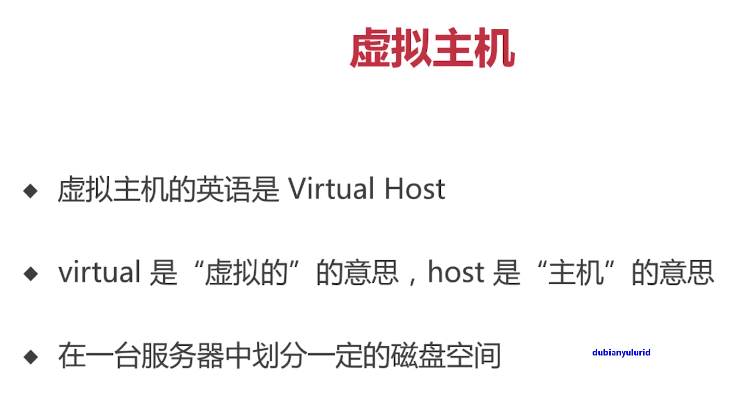 虚拟主机
◆ 虚拟主机的英语是 Virtual Host
◆ virtual 是“虚拟的”的意思，host 是“主机”的意思
◆ 在一台服务器中划分一定的磁盘空间
dubianyulurid